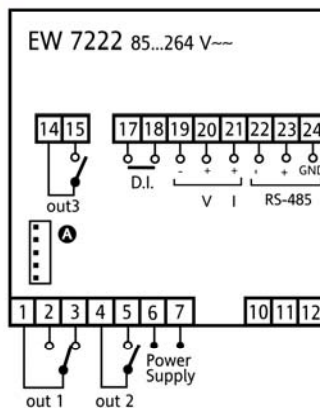 EW 7222 85...264 V~~
14 15 17 18 19 20 21 22 23 24
D.I. - + + - + GND
V I RS-485
out3
A
1 2 3 4 5 6 7 10 11 12
Power
Supply
out 1 out 2